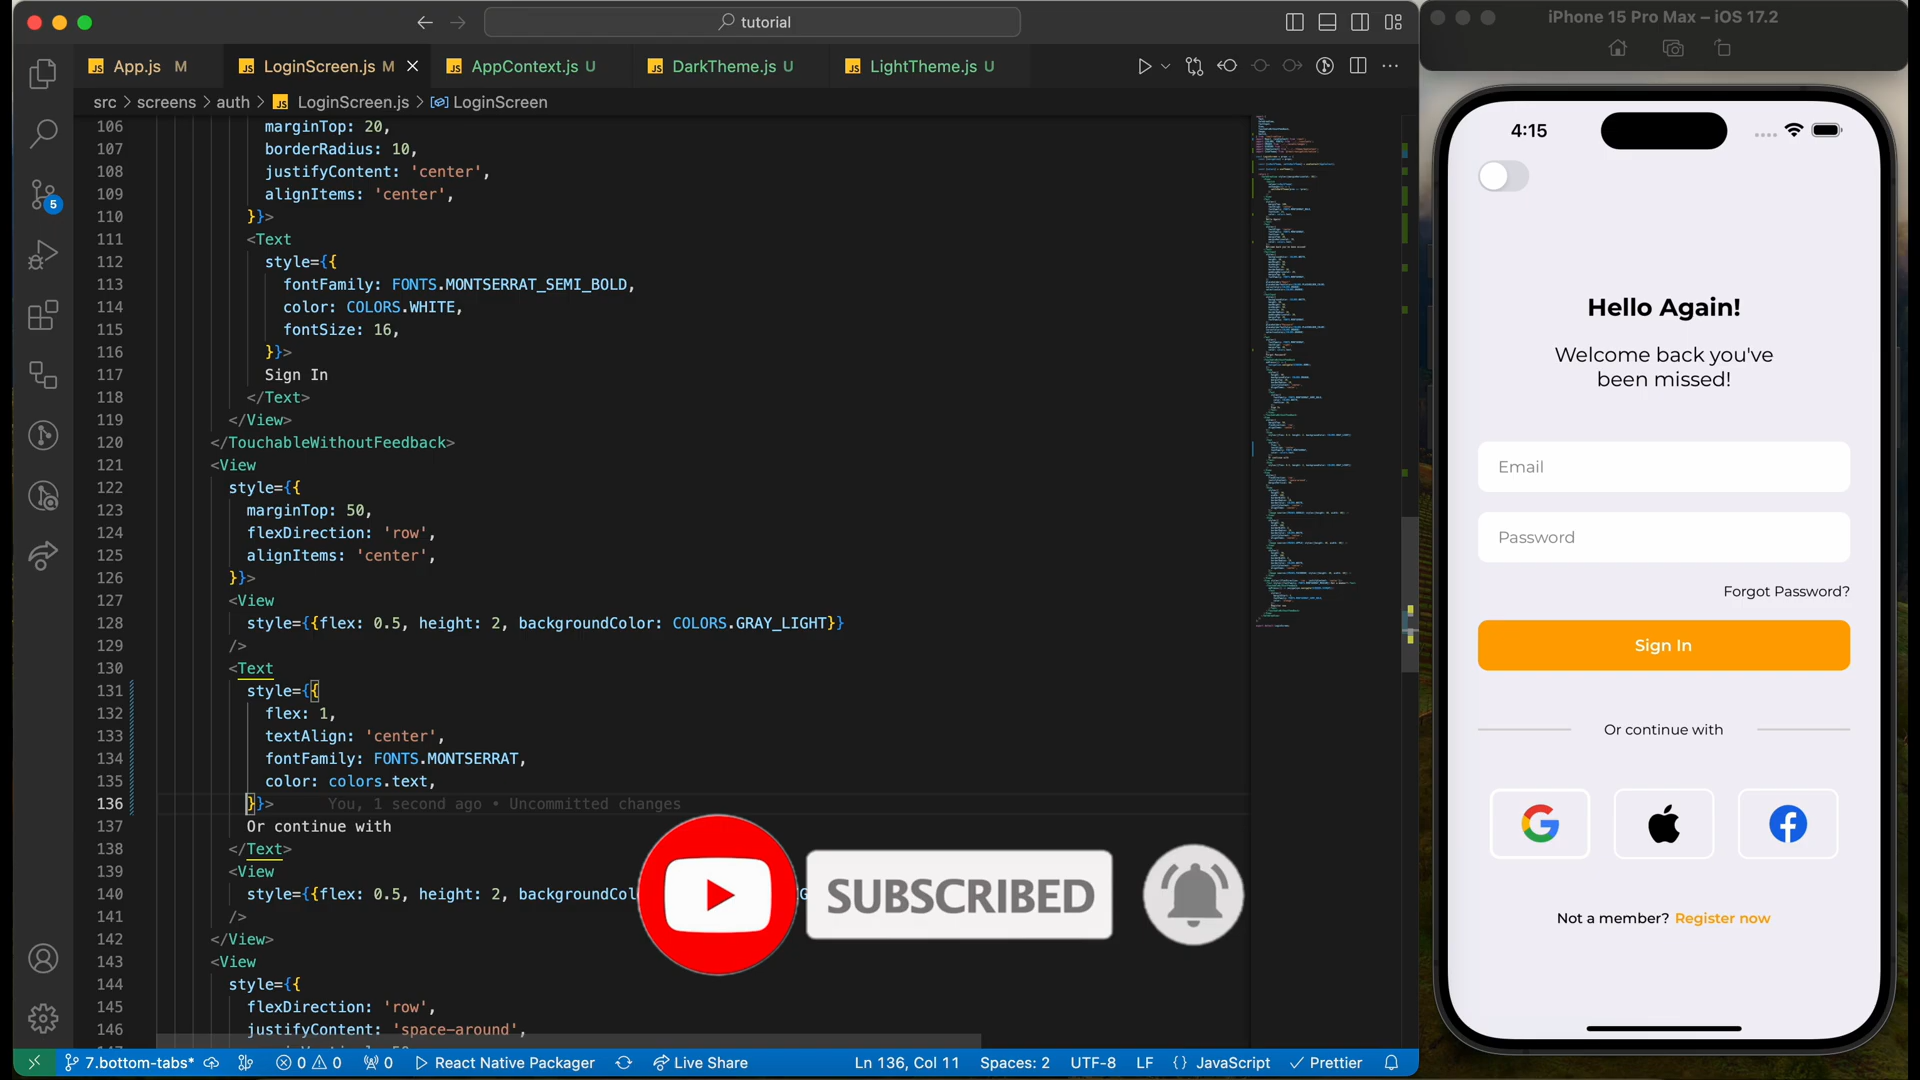 tutorial
iPhone 15 Pro Max – iOS 17.2
App.js M
LoginScreen.js M
AppContext.js U
DarkTheme.js U
LightTheme.js U
src > screens > auth > LoginScreen.js > LoginScreen
106 marginTop: 20,
107 borderRadius: 10,
108 justifyContent: 'center',
109 alignItems: 'center',
110 }}>
111 <Text
112 style={{
113 fontFamily: FONTS.MONTSERRAT_SEMI_BOLD,
114 color: COLORS.WHITE,
115 fontSize: 16,
116 }}>
117 Sign In
118 </Text>
119 </View>
120 </TouchableWithoutFeedback>
121 <View
122 style={{
123 marginTop: 50,
124 flexDirection: 'row',
125 alignItems: 'center',
126 }}>
127 <View
128 style={{flex: 0.5, height: 2, backgroundColor: COLORS.GRAY_LIGHT}}
129 />
130 <Text
131 style={{
132 flex: 1,
133 textAlign: 'center',
134 fontFamily: FONTS.MONTSERRAT,
135 color: colors.text,
136 }}> You, 1 second ago • Uncommitted changes
137 Or continue with
138 </Text>
139 <View
140 style={{flex: 0.5, height: 2, backgroundCol
141 />
142 </View>
143 <View
144 style={{
145 flexDirection: 'row',
146 justifyContent: 'space-around',
5
SUBSCRIBED
7.bottom-tabs*
0 0
0
React Native Packager
Live Share
Ln 136, Col 11
Spaces: 2
UTF-8
LF
{} JavaScript
Prettier
4:15
Hello Again!
Welcome back you've
been missed!
Email
Password
Forgot Password?
Sign In
Or continue with
Not a member? Register now